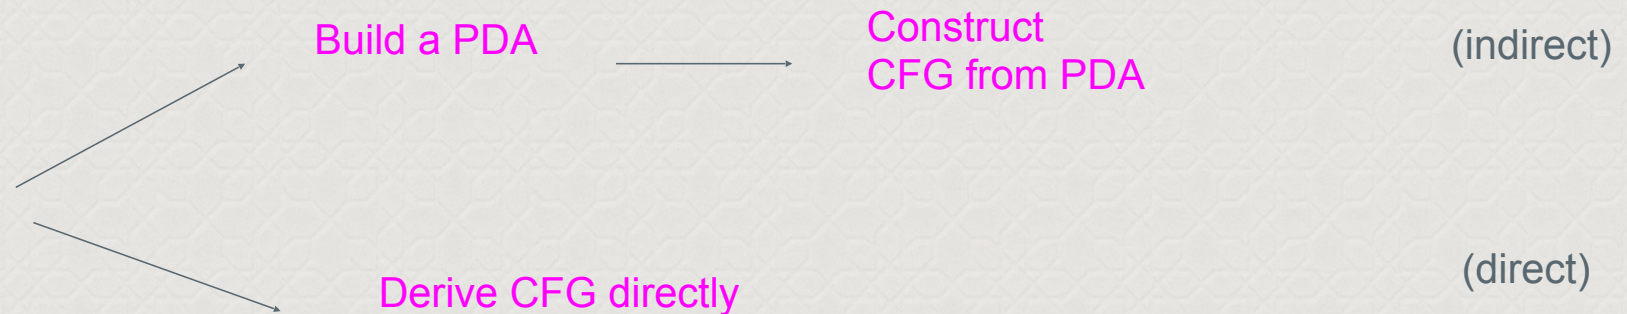 Build a PDA
Construct
CFG from PDA
(indirect)
Derive CFG directly
(direct)